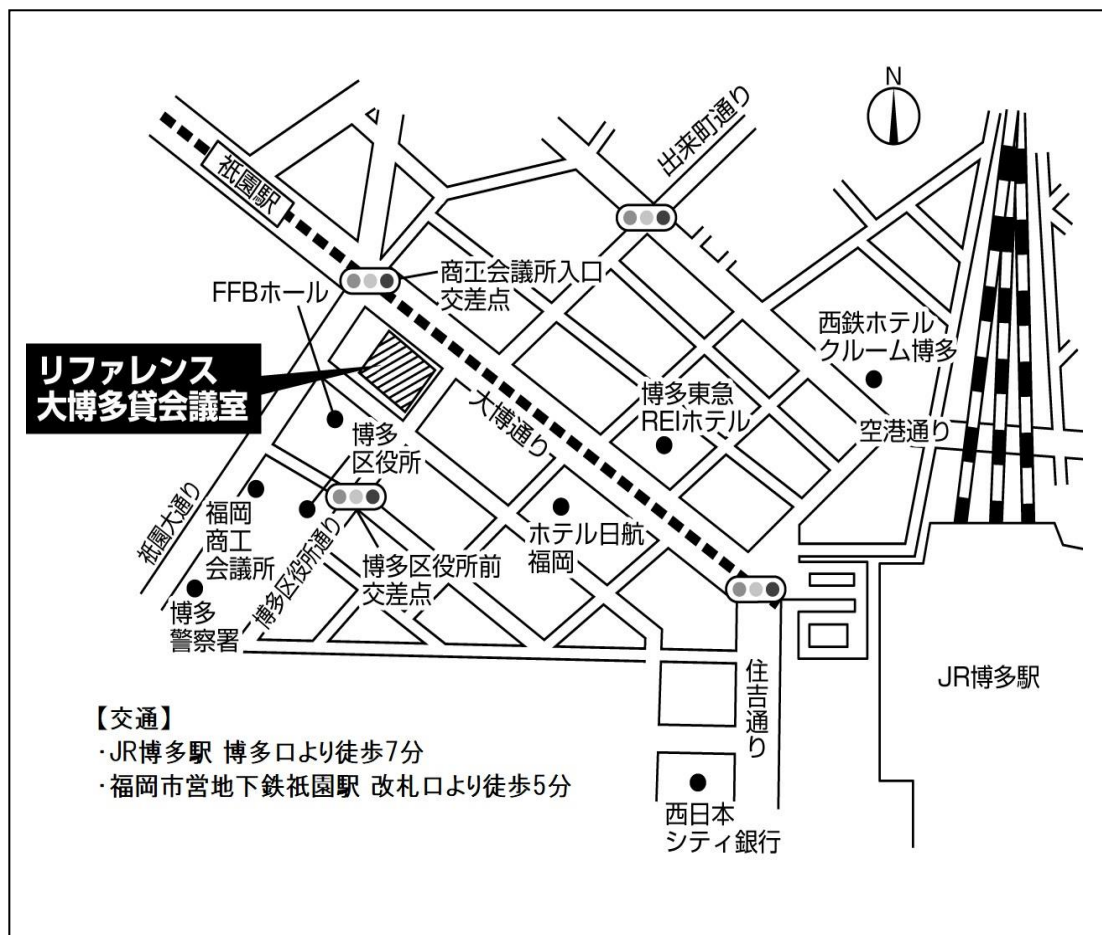 N
出来町通り
祇園駅
商工会議所入口
交差点
FFBホール
リファレンス
大博多貸会議室
西鉄ホテル
クルーム博多
博多東急
REIホテル
大博通り
空港通り
博多
区役所
祇園大通り
福岡
商工
会議所
博多区役所通り
博多区役所前
交差点
ホテル日航
福岡
博多
警察署
住吉通り
JR博多駅
【交通】
・JR博多駅 博多口より徒歩7分
・福岡市営地下鉄祇園駅 改札口より徒歩5分
西日本
シティ銀行